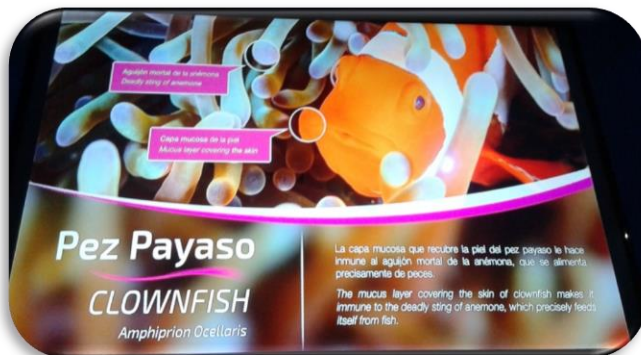 Aguijón mortal de la anémona
Deadly sting of anemone
Capa mucosa de la piel
Mucus layer covering the skin
Pez Payaso
CLOWNFISH
Amphiprion Ocellaris
La capa mucosa que recubre la piel del pez payaso le hace
inmune al aguijón mortal de la anémona, que se alimenta
precisamente de peces.
The mucus layer covering the skin of clownfish makes it
immune to the deadly sting of anemone, which precisely feeds
itself from fish.